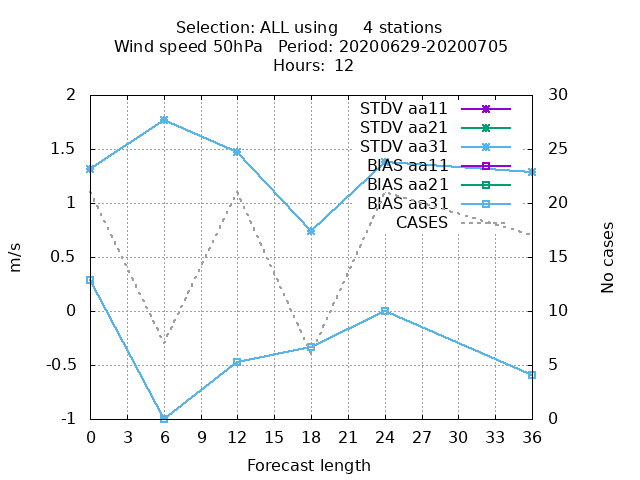 Selection: ALL using     4 stations
Wind speed 50hPa   Period: 20200629-20200705
Hours: 12
2
1.5
1
0.5
0
-0.5
-1
m/s
30
25
20
15
10
5
0
No cases
STDV aa11
STDV aa21
STDV aa31
BIAS aa11
BIAS aa21
BIAS aa31
CASES
0 3 6 9 12 15 18 21 24 27 30 33 36
Forecast length